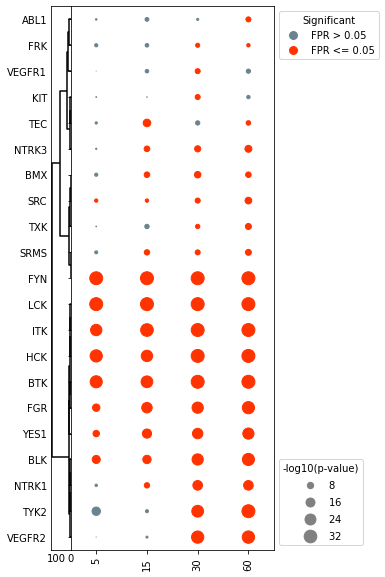 ABL1
FRK
VEGFR1
KIT
TEC
NTRK3
BMX
SRC
TXK
SRMS
FYN
LCK
ITK
HCK
BTK
FGR
YES1
BLK
NTRK1
TYK2
VEGFR2
100 0
5
15
30
60
Significant
FPR > 0.05
FPR <= 0.05
-log10(p-value)
8
16
24
32